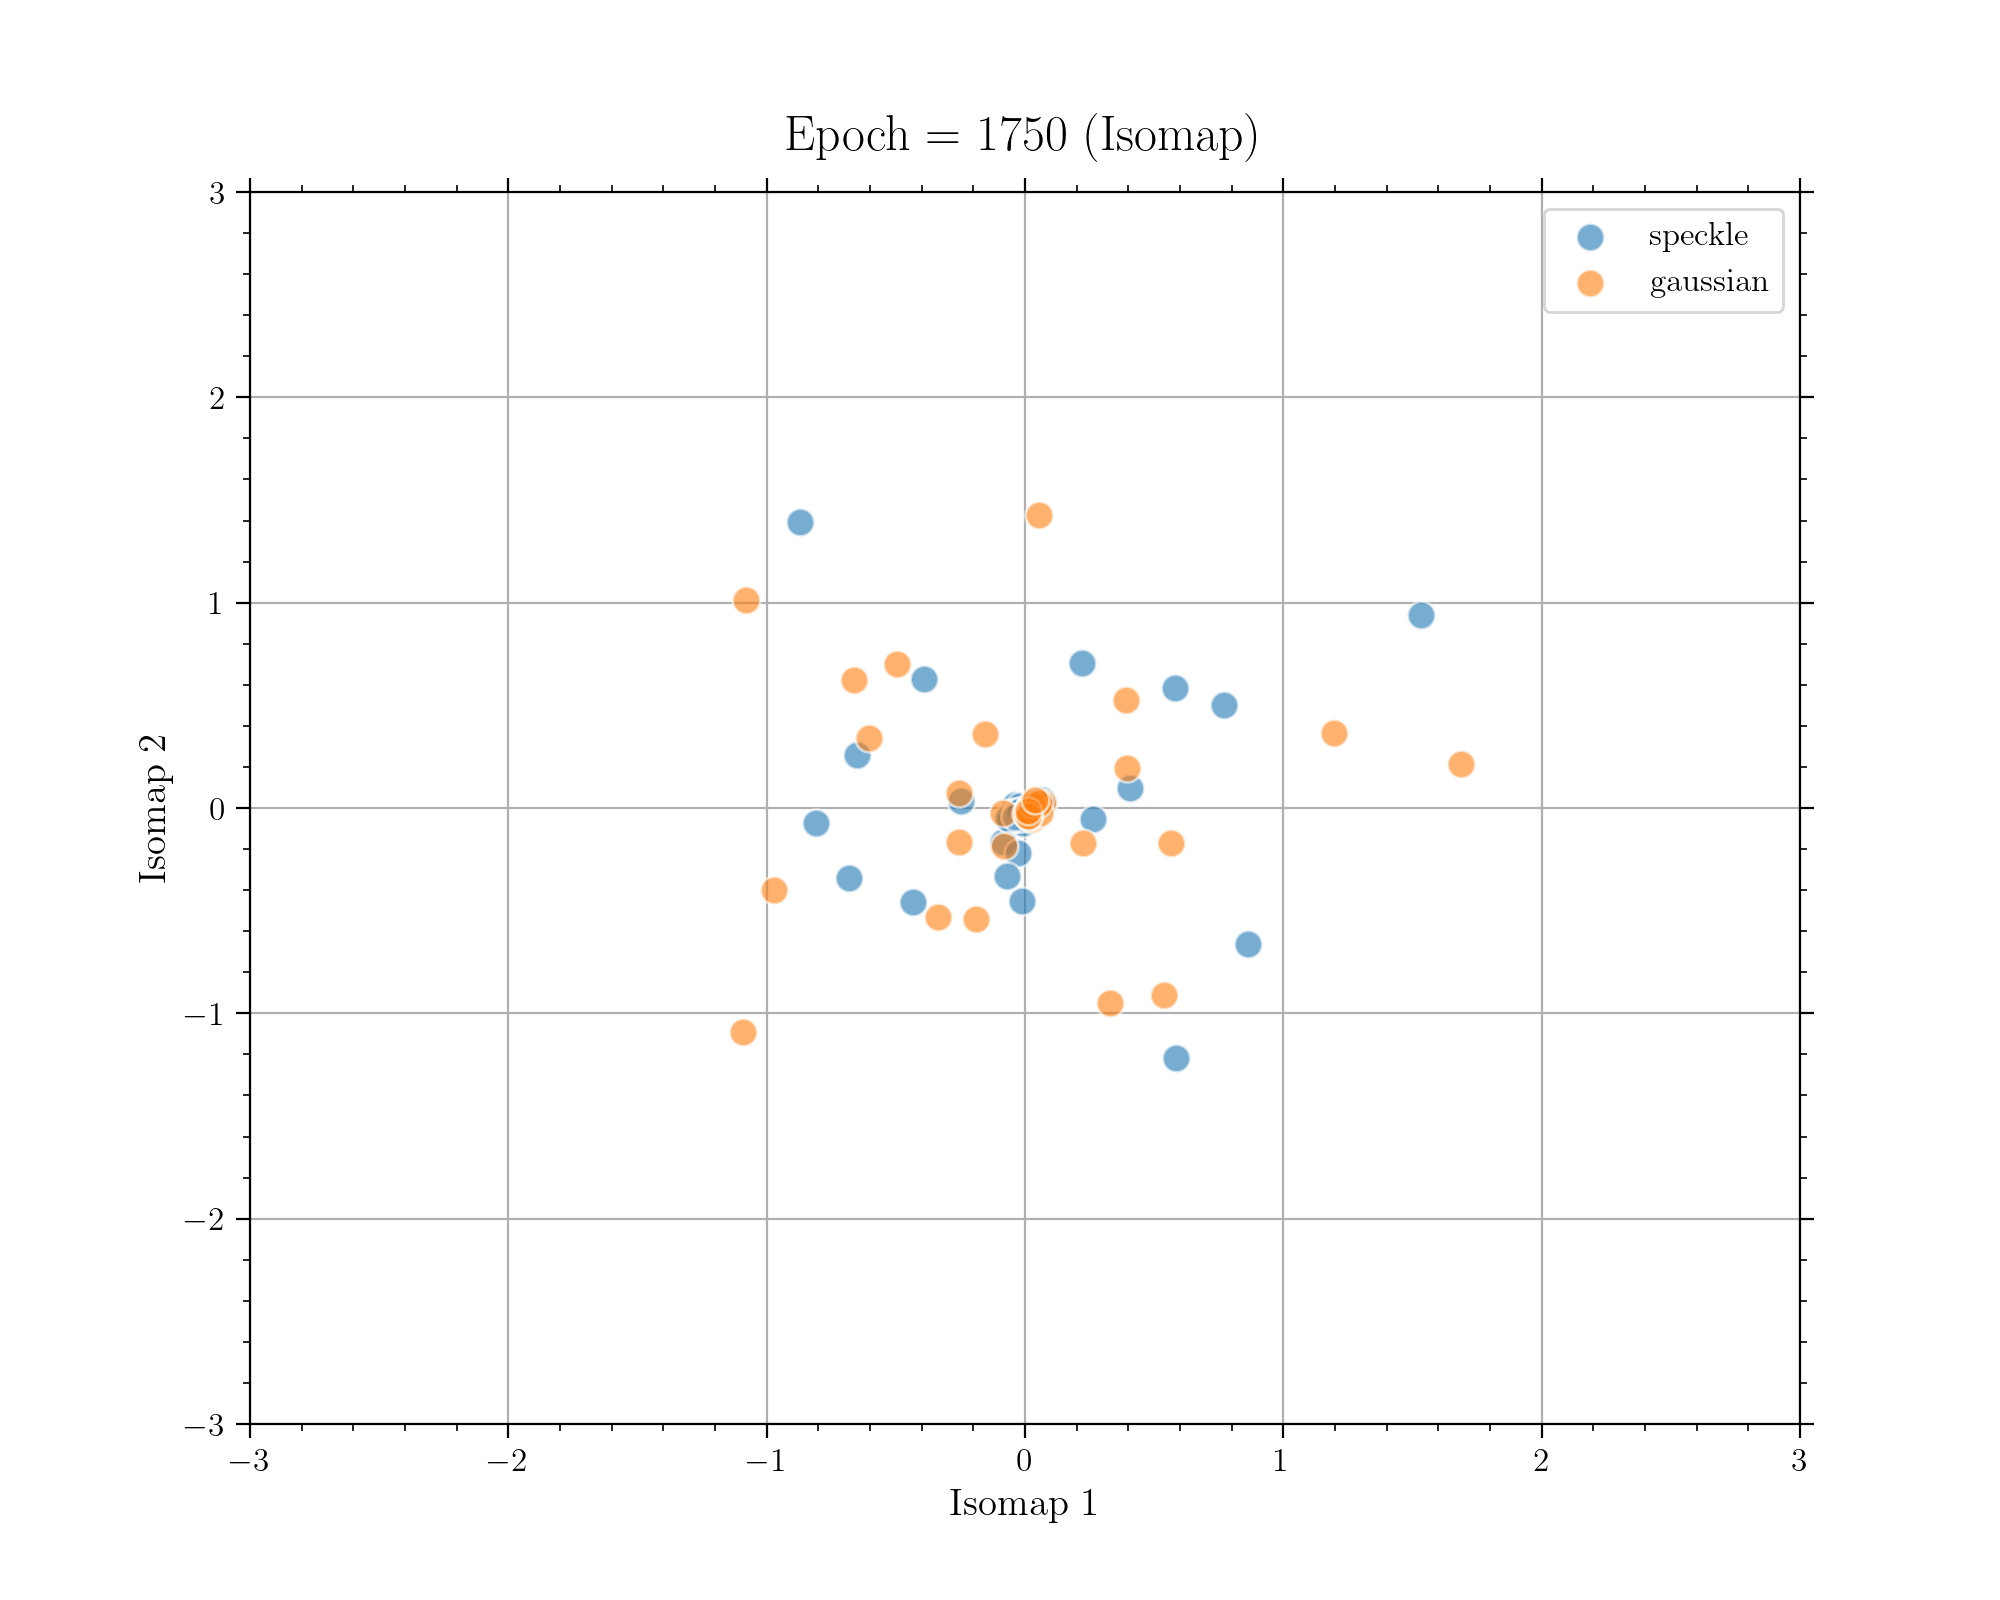 Epoch = 1750 (Isomap)
speckle
gaussian
3
2
1
0
−1
−2
−3
Isomap 2
−3
−2
−1
0
1
2
3
Isomap 1